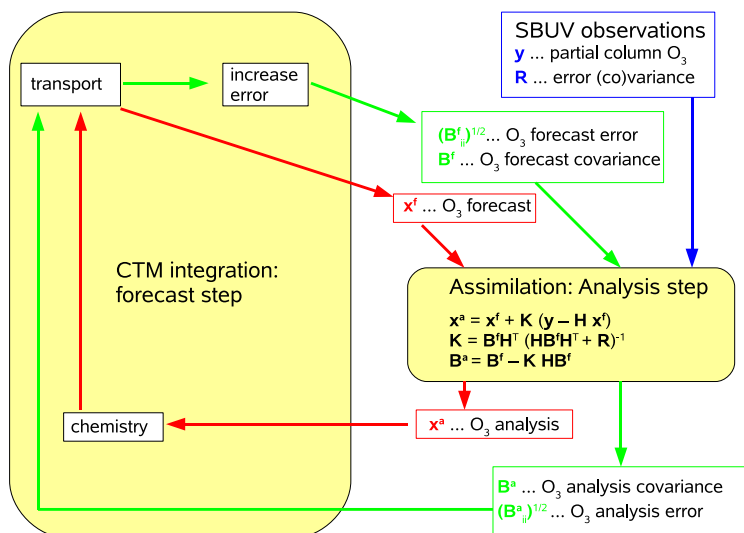 SBUV observations
y ... partial column O₃
R ... error (co)variance
transport
increase
error
(Bᶠᵢᵢ)¹/² ... O₃ forecast error
Bᶠ ... O₃ forecast covariance
xᶠ ... O₃ forecast
CTM integration:
forecast step
Assimilation: Analysis step
xᵃ = xᶠ + K (y – H xᶠ)
K = BᶠHᵀ (HBᶠHᵀ + R)⁻¹
Bᵃ = Bᶠ – K HBᶠ
chemistry
xᵃ ... O₃ analysis
Bᵃ ... O₃ analysis covariance
(Bᵃᵢᵢ)¹/² ... O₃ analysis error